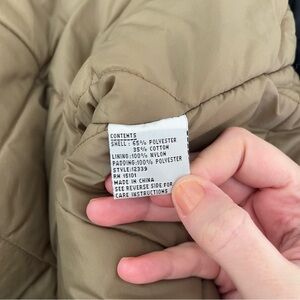 CONTENTS
SHELL : 65% POLYESTER
35% COTTON
LINING:100% NYLON
PADDING:100% POLYESTER
STYLE:12339
RN 15101
MADE IN CHINA
SEE REVERSE SIDE FOR
CARE INSTRUCTIONS